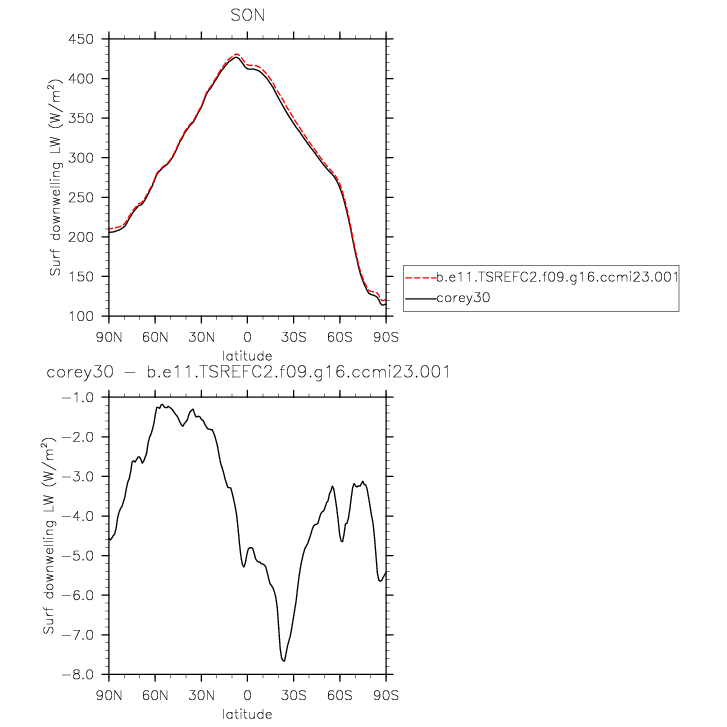 SON
450
400
350
300
250
200
150
100
Surf downwelling LW (W/m²)
90N 60N 30N 0 30S 60S 90S
latitude
b.e11.TSREFC2.f09.g16.ccmi23.001
corey30
corey30 − b.e11.TSREFC2.f09.g16.ccmi23.001
−1.0
−2.0
−3.0
−4.0
−5.0
−6.0
−7.0
−8.0
Surf downwelling LW (W/m²)
90N 60N 30N 0 30S 60S 90S
latitude